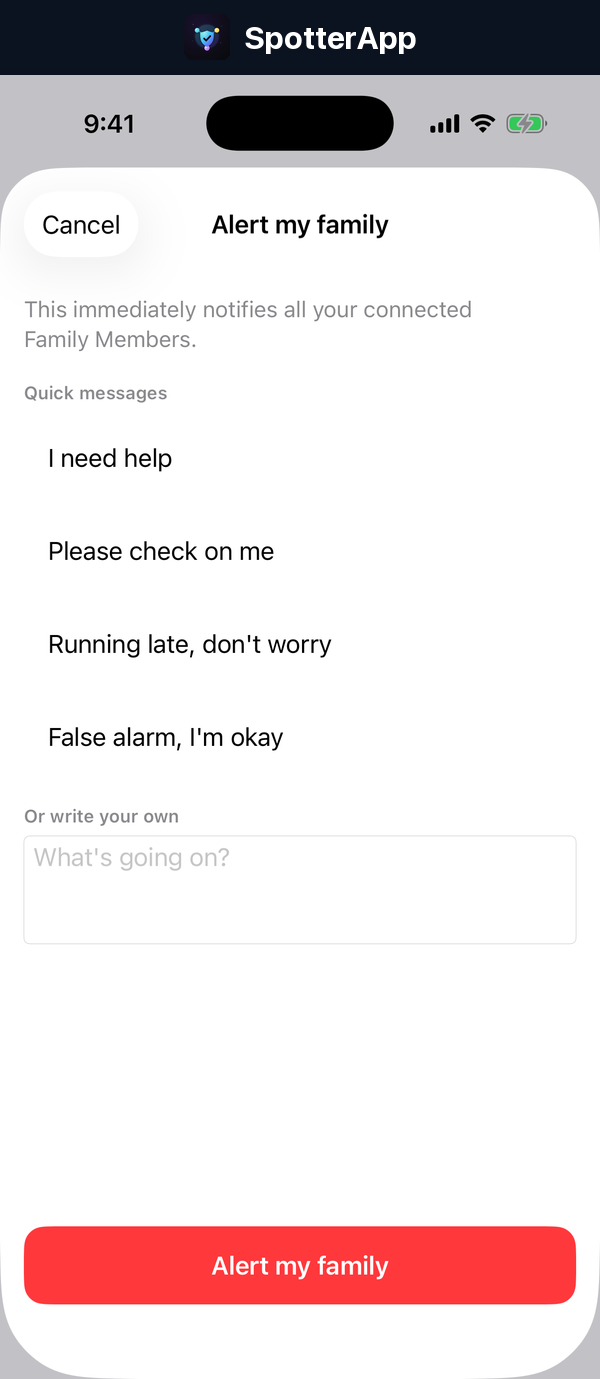 SpotterApp
9:41
Cancel
Alert my family
This immediately notifies all your connected
Family Members.
Quick messages
I need help
Please check on me
Running late, don't worry
False alarm, I'm okay
Or write your own
What's going on?
Alert my family